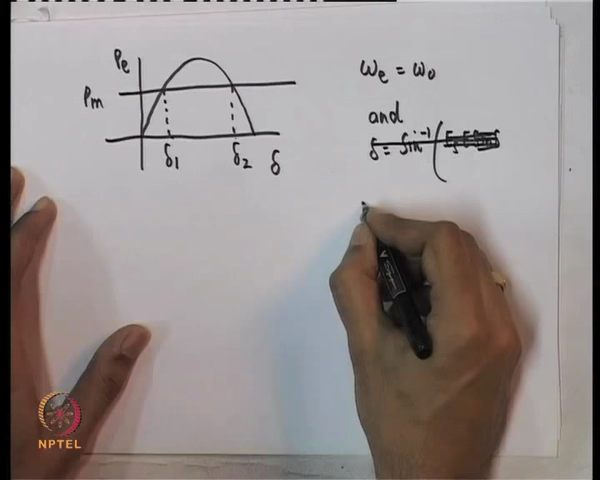 Pe
Pm
δ1
δ2
δ
ωe = ω0
and
δ = Sin⁻¹ (
NPTEL